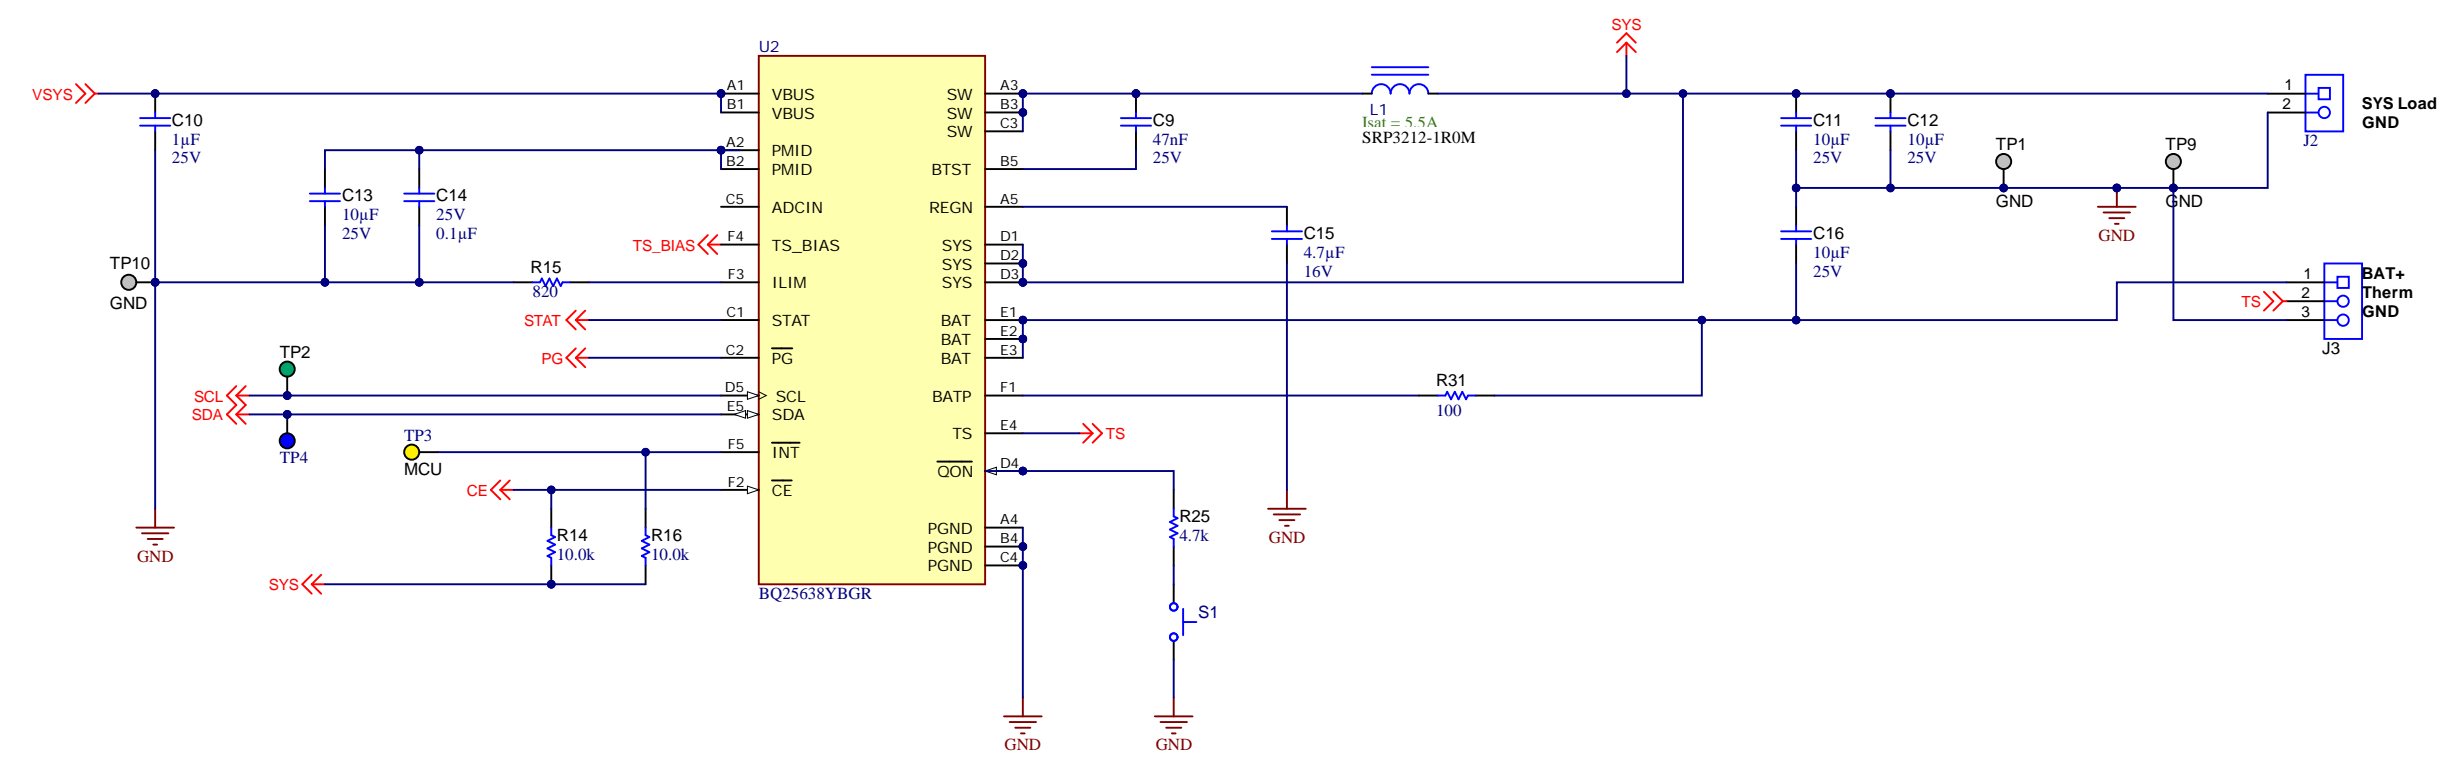 SYS
U2
VSYS
C10
1µF
25V
A1
B1
A2
B2
C5
F4
F3
C1
C2
D5
E5
F5
F2
VBUS
VBUS
PMID
PMID
ADCIN
TS_BIAS
ILIM
STAT
PG
SCL
SDA
INT
CE
SW
SW
SW
BTST
REGN
SYS
SYS
SYS
BAT
BAT
BAT
BATP
TS
QON
PGND
PGND
PGND
A3
B3
C3
B5
A5
D1
D2
D3
E1
E2
E3
F1
E4
D4
A4
B4
C4
BQ25638YBGR
C13
10µF
25V
C14
25V
0.1µF
TS_BIAS
TP10
GND
R15
820
STAT
PG
TP2
SCL
SDA
TP4
TP3
MCU
CE
R14
10.0k
R16
10.0k
GND
SYS
C9
47nF
25V
L1
Isat = 5.5A
SRP3212-1R0M
C15
4.7µF
16V
GND
R31
100
TS
R25
4.7k
S1
GND
GND
C11
10µF
25V
C12
10µF
25V
C16
10µF
25V
TP1
GND
TP9
GND
GND
1
2
SYS Load
GND
J2
1
2
3
TS
BAT+
Therm
GND
J3